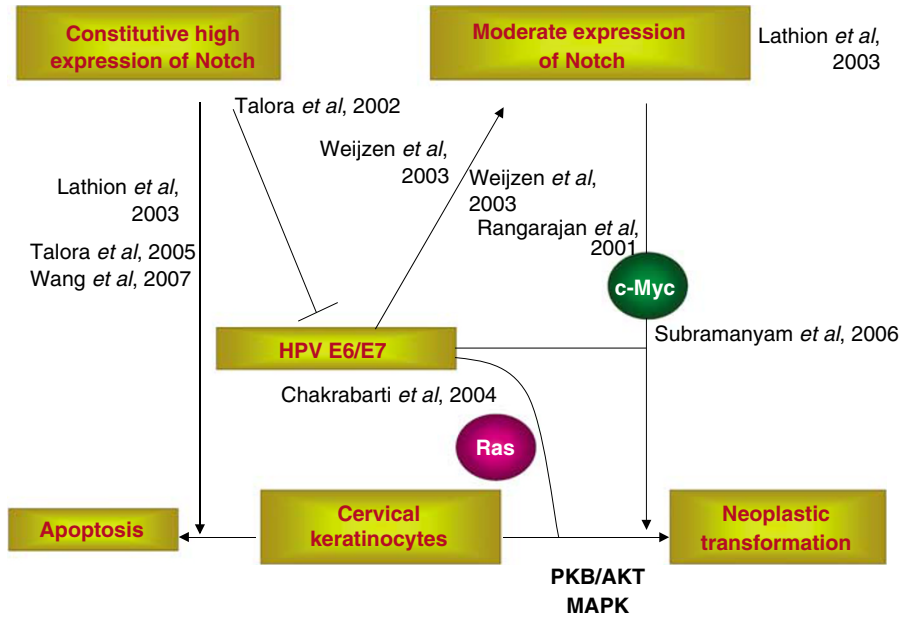 Constitutive high
expression of Notch
Moderate expression
of Notch
Lathion et al,
2003
Talora et al, 2002
Weijzen et al,
2003
Weijzen et al,
2003
Rangarajan et al,
2001
Lathion et al,
2003
Talora et al, 2005
Wang et al, 2007
c-Myc
HPV E6/E7
Subramanyam et al, 2006
Chakrabarti et al, 2004
Ras
Apoptosis
Cervical
keratinocytes
Neoplastic
transformation
PKB/AKT
MAPK